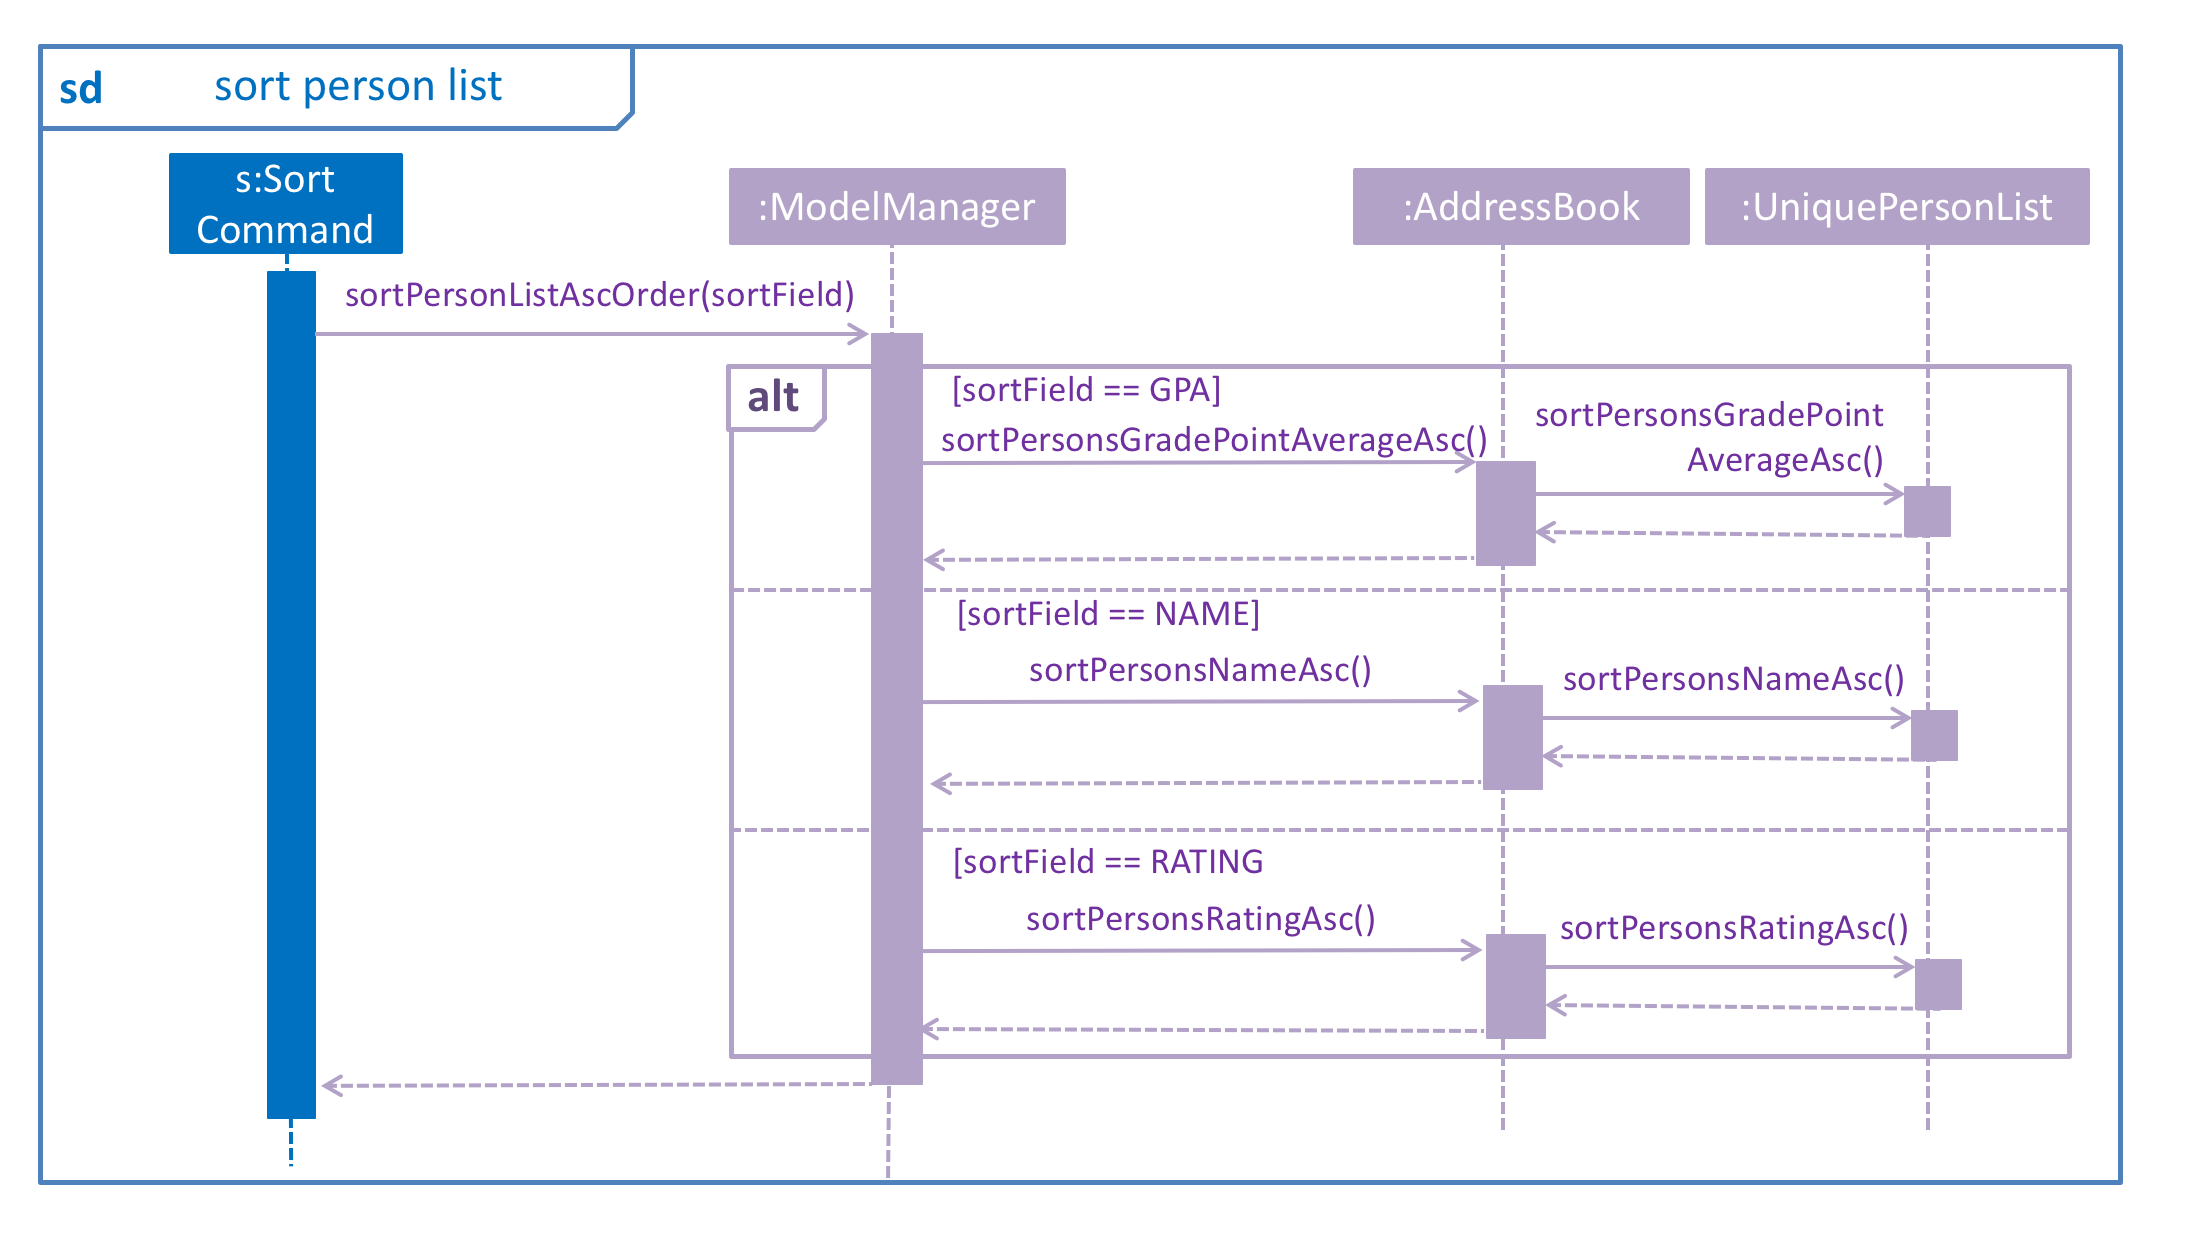 sd sort person list
s:Sort
Command
:ModelManager
:AddressBook
:UniquePersonList
sortPersonListAscOrder(sortField)
alt
[sortField == GPA]
sortPersonsGradePointAverageAsc()
sortPersonsGradePoint
AverageAsc()
[sortField == NAME]
sortPersonsNameAsc()
sortPersonsNameAsc()
[sortField == RATING
sortPersonsRatingAsc()
sortPersonsRatingAsc()